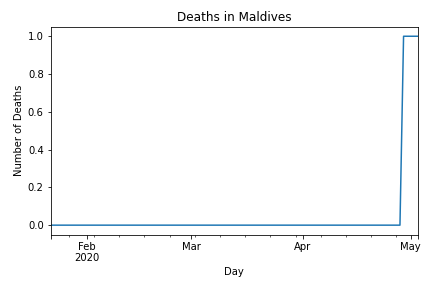 Deaths in Maldives
1.0
0.8
0.6
0.4
0.2
0.0
Number of Deaths
Feb
2020
Mar
Apr
May
Day